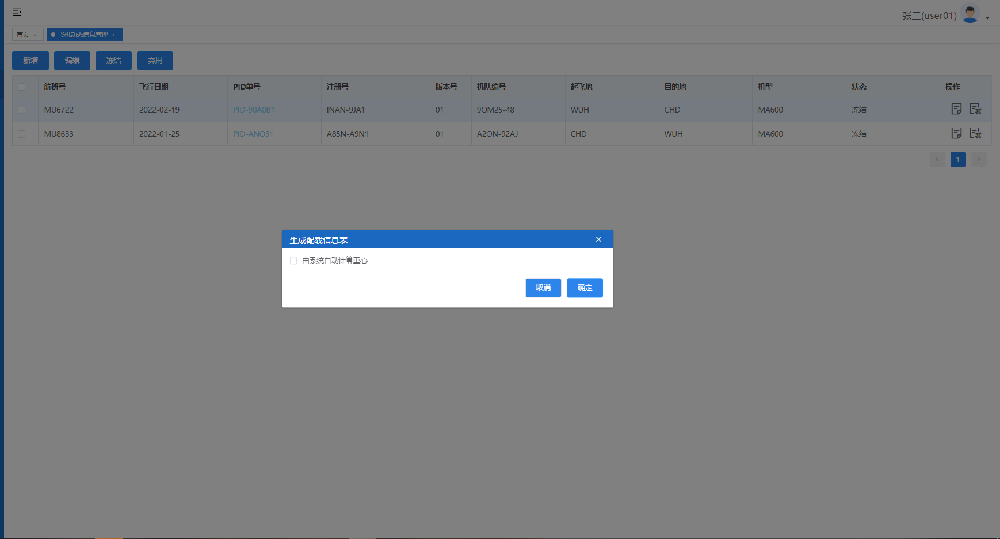 张三(user01)
首页 × 飞机动态信息管理 ×
新增 编辑 冻结 弃用
航班号 飞行日期 PID单号 注册号 版本号 机队编号 起飞地 目的地 机型 状态 操作
MU6722 2022-02-19 PID-90A0B1 INAN-9JA1 01 9OM25-48 WUH CHD MA600 冻结
MU8633 2022-01-25 PID-ANO31 A85N-A9N1 01 A2ON-92AJ CHD WUH MA600 冻结
1
生成配载信息表
由系统自动计算重心
取消 确定